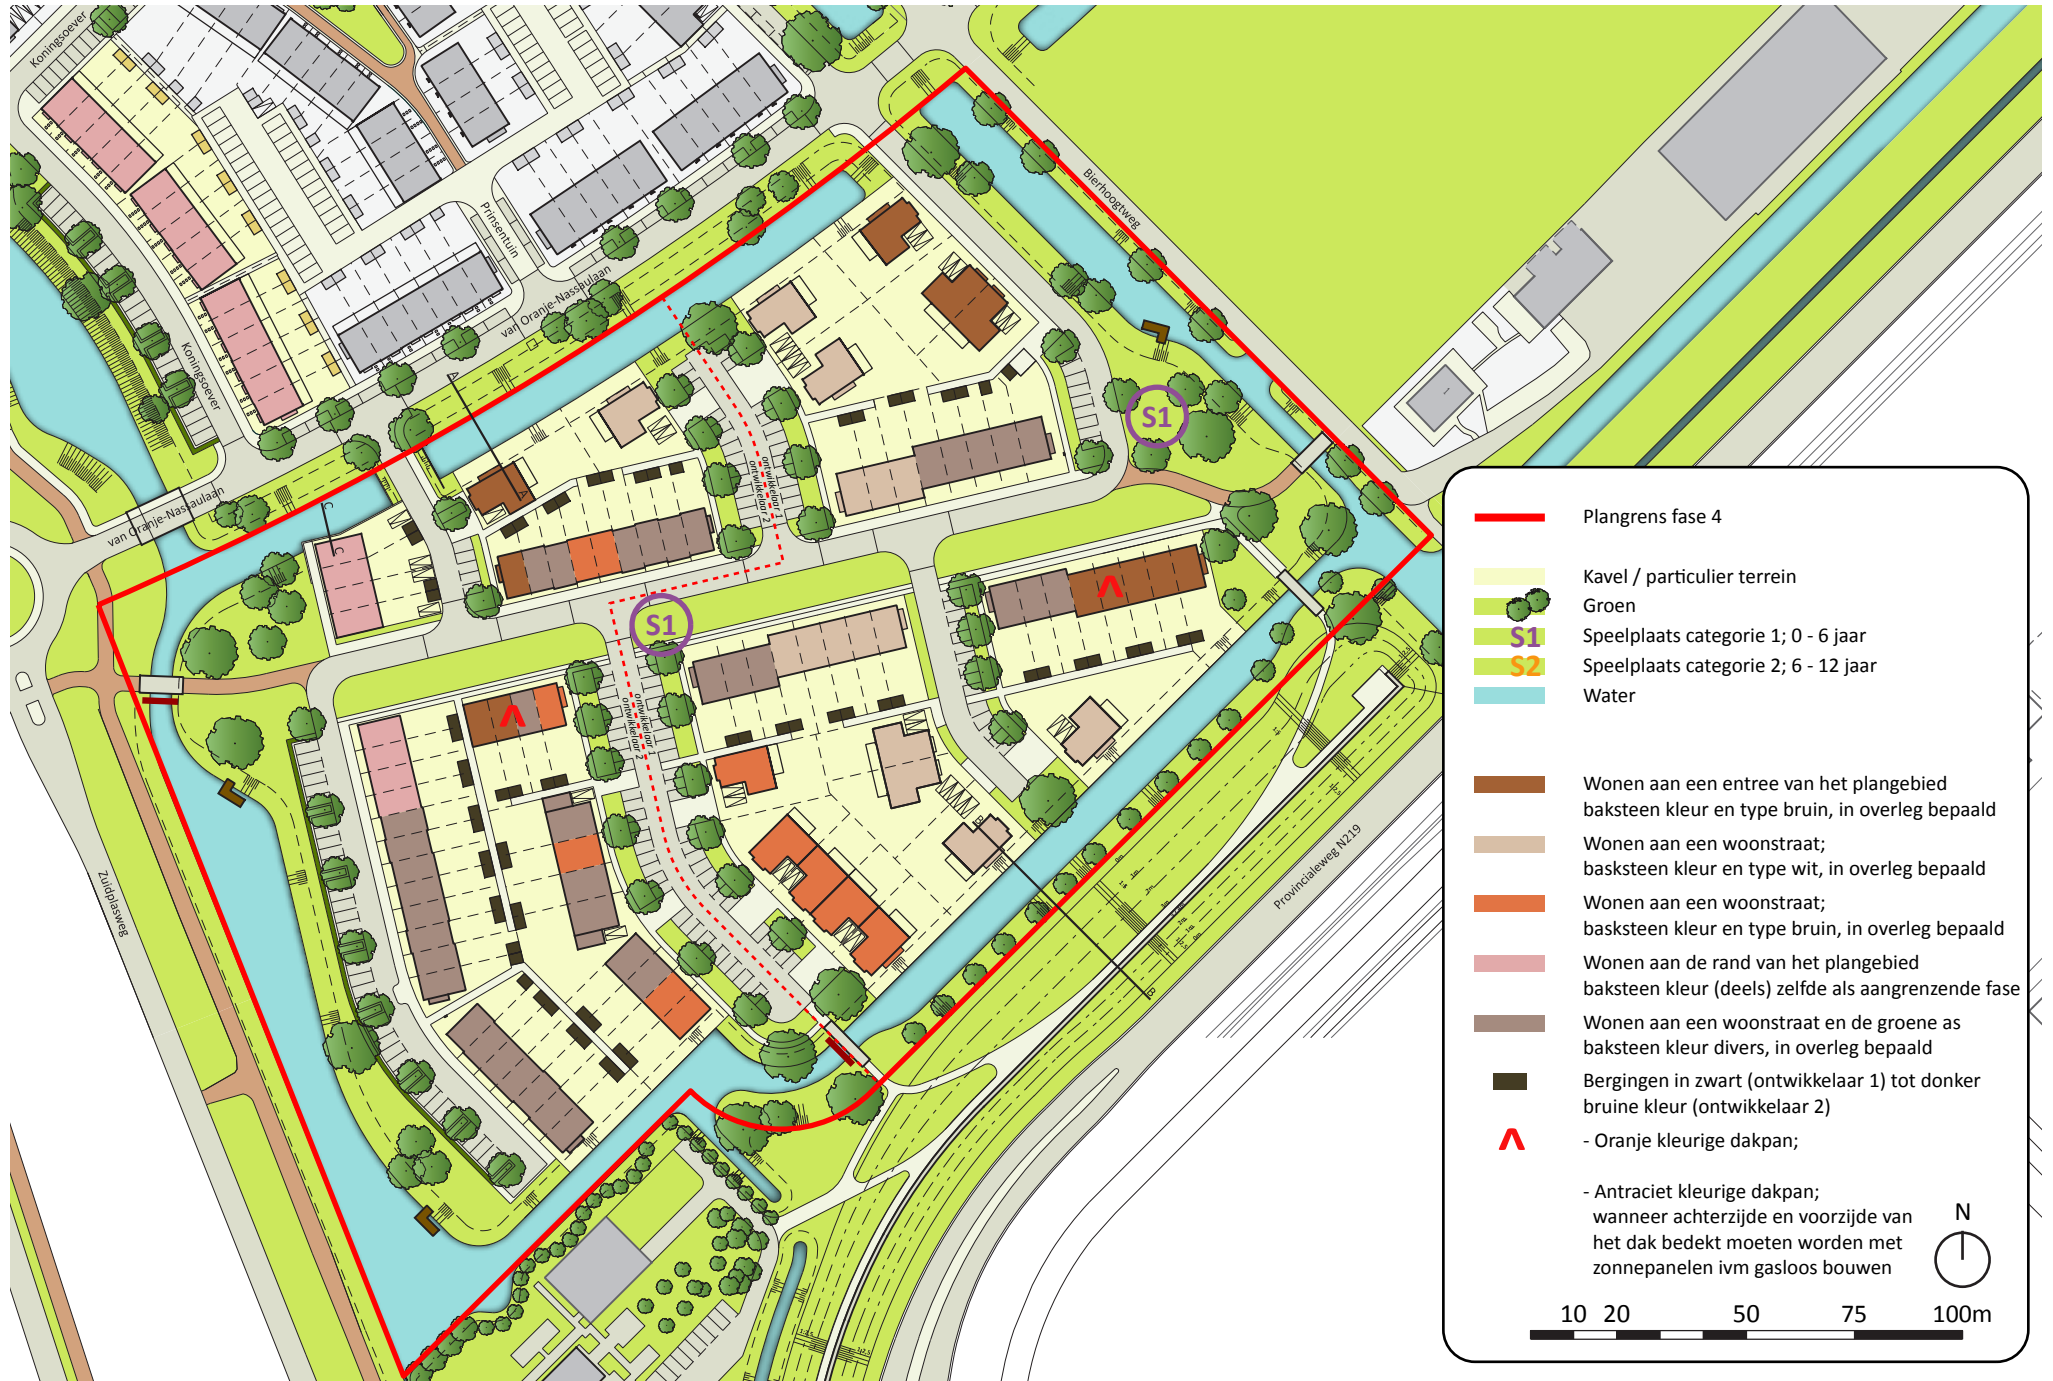 Koningsoever
Bierhoogtweg
Prinsentuin
van Oranje-Nassaulaan
Koningsoever
A
A
ontwikkelaar 1
ontwikkelaar 2
S1
van Oranje-Nassaulaan
C
C
S1
ontwikkelaar 1
ontwikkelaar 2
Zuidplasweg
Provincialeweg N219
B
B
Plangrens fase 4
Kavel / particulier terrein
Groen
S1 Speelplaats categorie 1; 0 - 6 jaar
S2 Speelplaats categorie 2; 6 - 12 jaar
Water
Wonen aan een entree van het plangebied
baksteen kleur en type bruin, in overleg bepaald
Wonen aan een woonstraat;
basksteen kleur en type wit, in overleg bepaald
Wonen aan een woonstraat;
basksteen kleur en type bruin, in overleg bepaald
Wonen aan de rand van het plangebied
baksteen kleur (deels) zelfde als aangrenzende fase
Wonen aan een woonstraat en de groene as
baksteen kleur divers, in overleg bepaald
Bergingen in zwart (ontwikkelaar 1) tot donker
bruine kleur (ontwikkelaar 2)
- Oranje kleurige dakpan;
- Antraciet kleurige dakpan;
wanneer achterzijde en voorzijde van
het dak bedekt moeten worden met
zonnepanelen ivm gasloos bouwen
N
10 20 50 75 100m